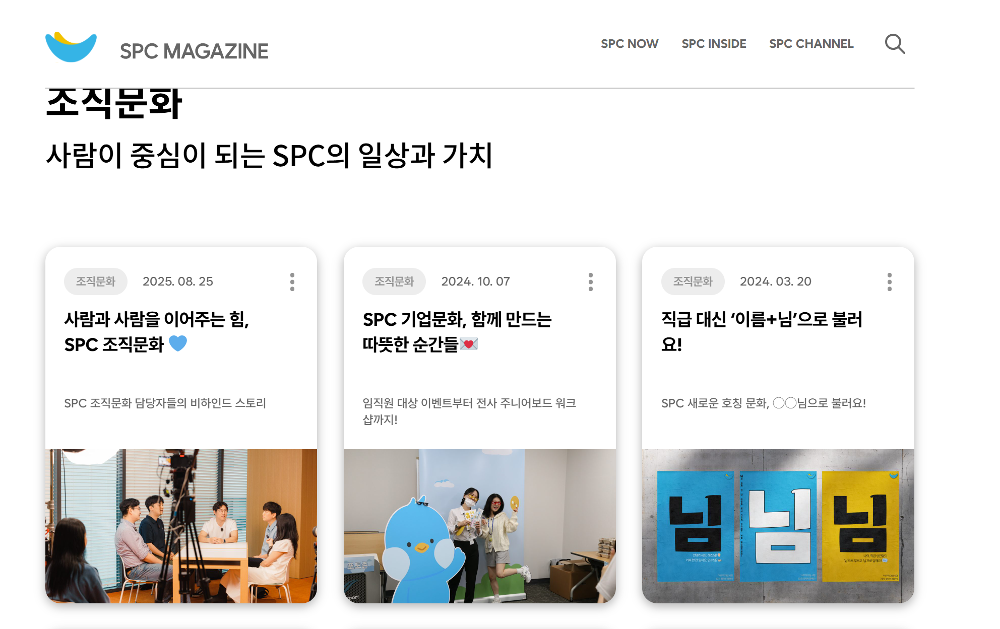 SPC MAGAZINE
SPC NOW
SPC INSIDE
SPC CHANNEL
조직문화
사람이 중심이 되는 SPC의 일상과 가치
조직문화
2025. 08. 25
사람과 사람을 이어주는 힘,
SPC 조직문화 💙
SPC 조직문화 담당자들의 비하인드 스토리
조직문화
2024. 10. 07
SPC 기업문화, 함께 만드는
따뜻한 순간들💌
임직원 대상 이벤트부터 전사 주니어보드 워크
샵까지!
포토존
port
조직문화
2024. 03. 20
직급 대신 ‘이름+님’으로 불러
요!
SPC 새로운 호칭 문화, ◯◯님으로 불러요!
님
님
님